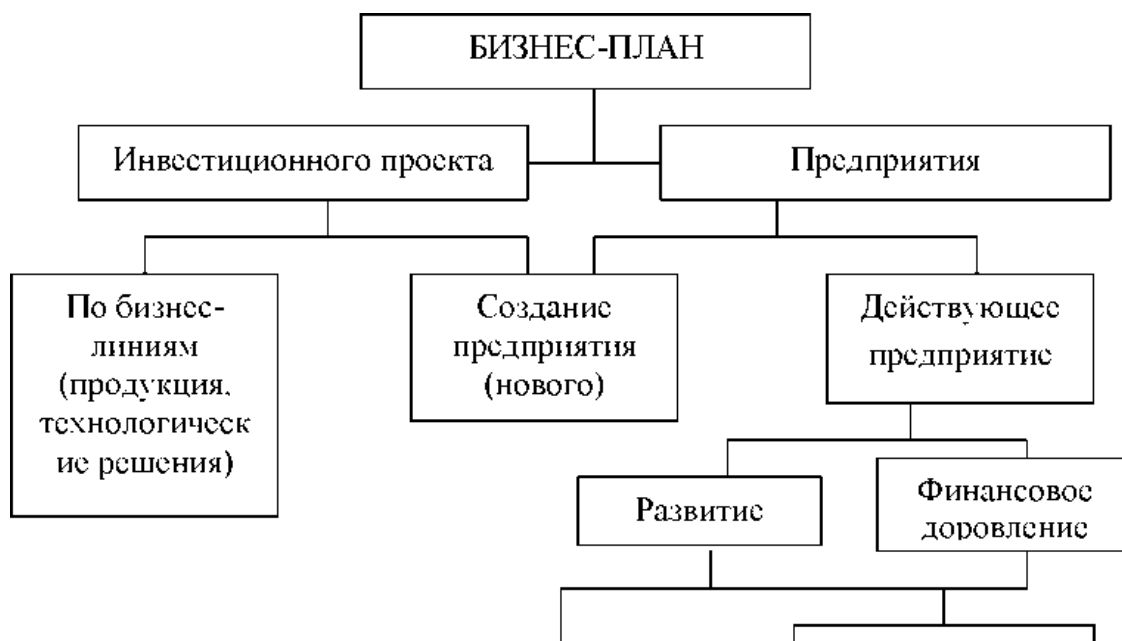 БИЗНЕС-ПЛАН
Инвестиционного проекта
Предприятия
По бизнес-
линиям
(продукция,
технологическ
ие решения)
Создание
предприятия
(нового)
Действующее
предприятие
Развитие
Финансовое
доровление